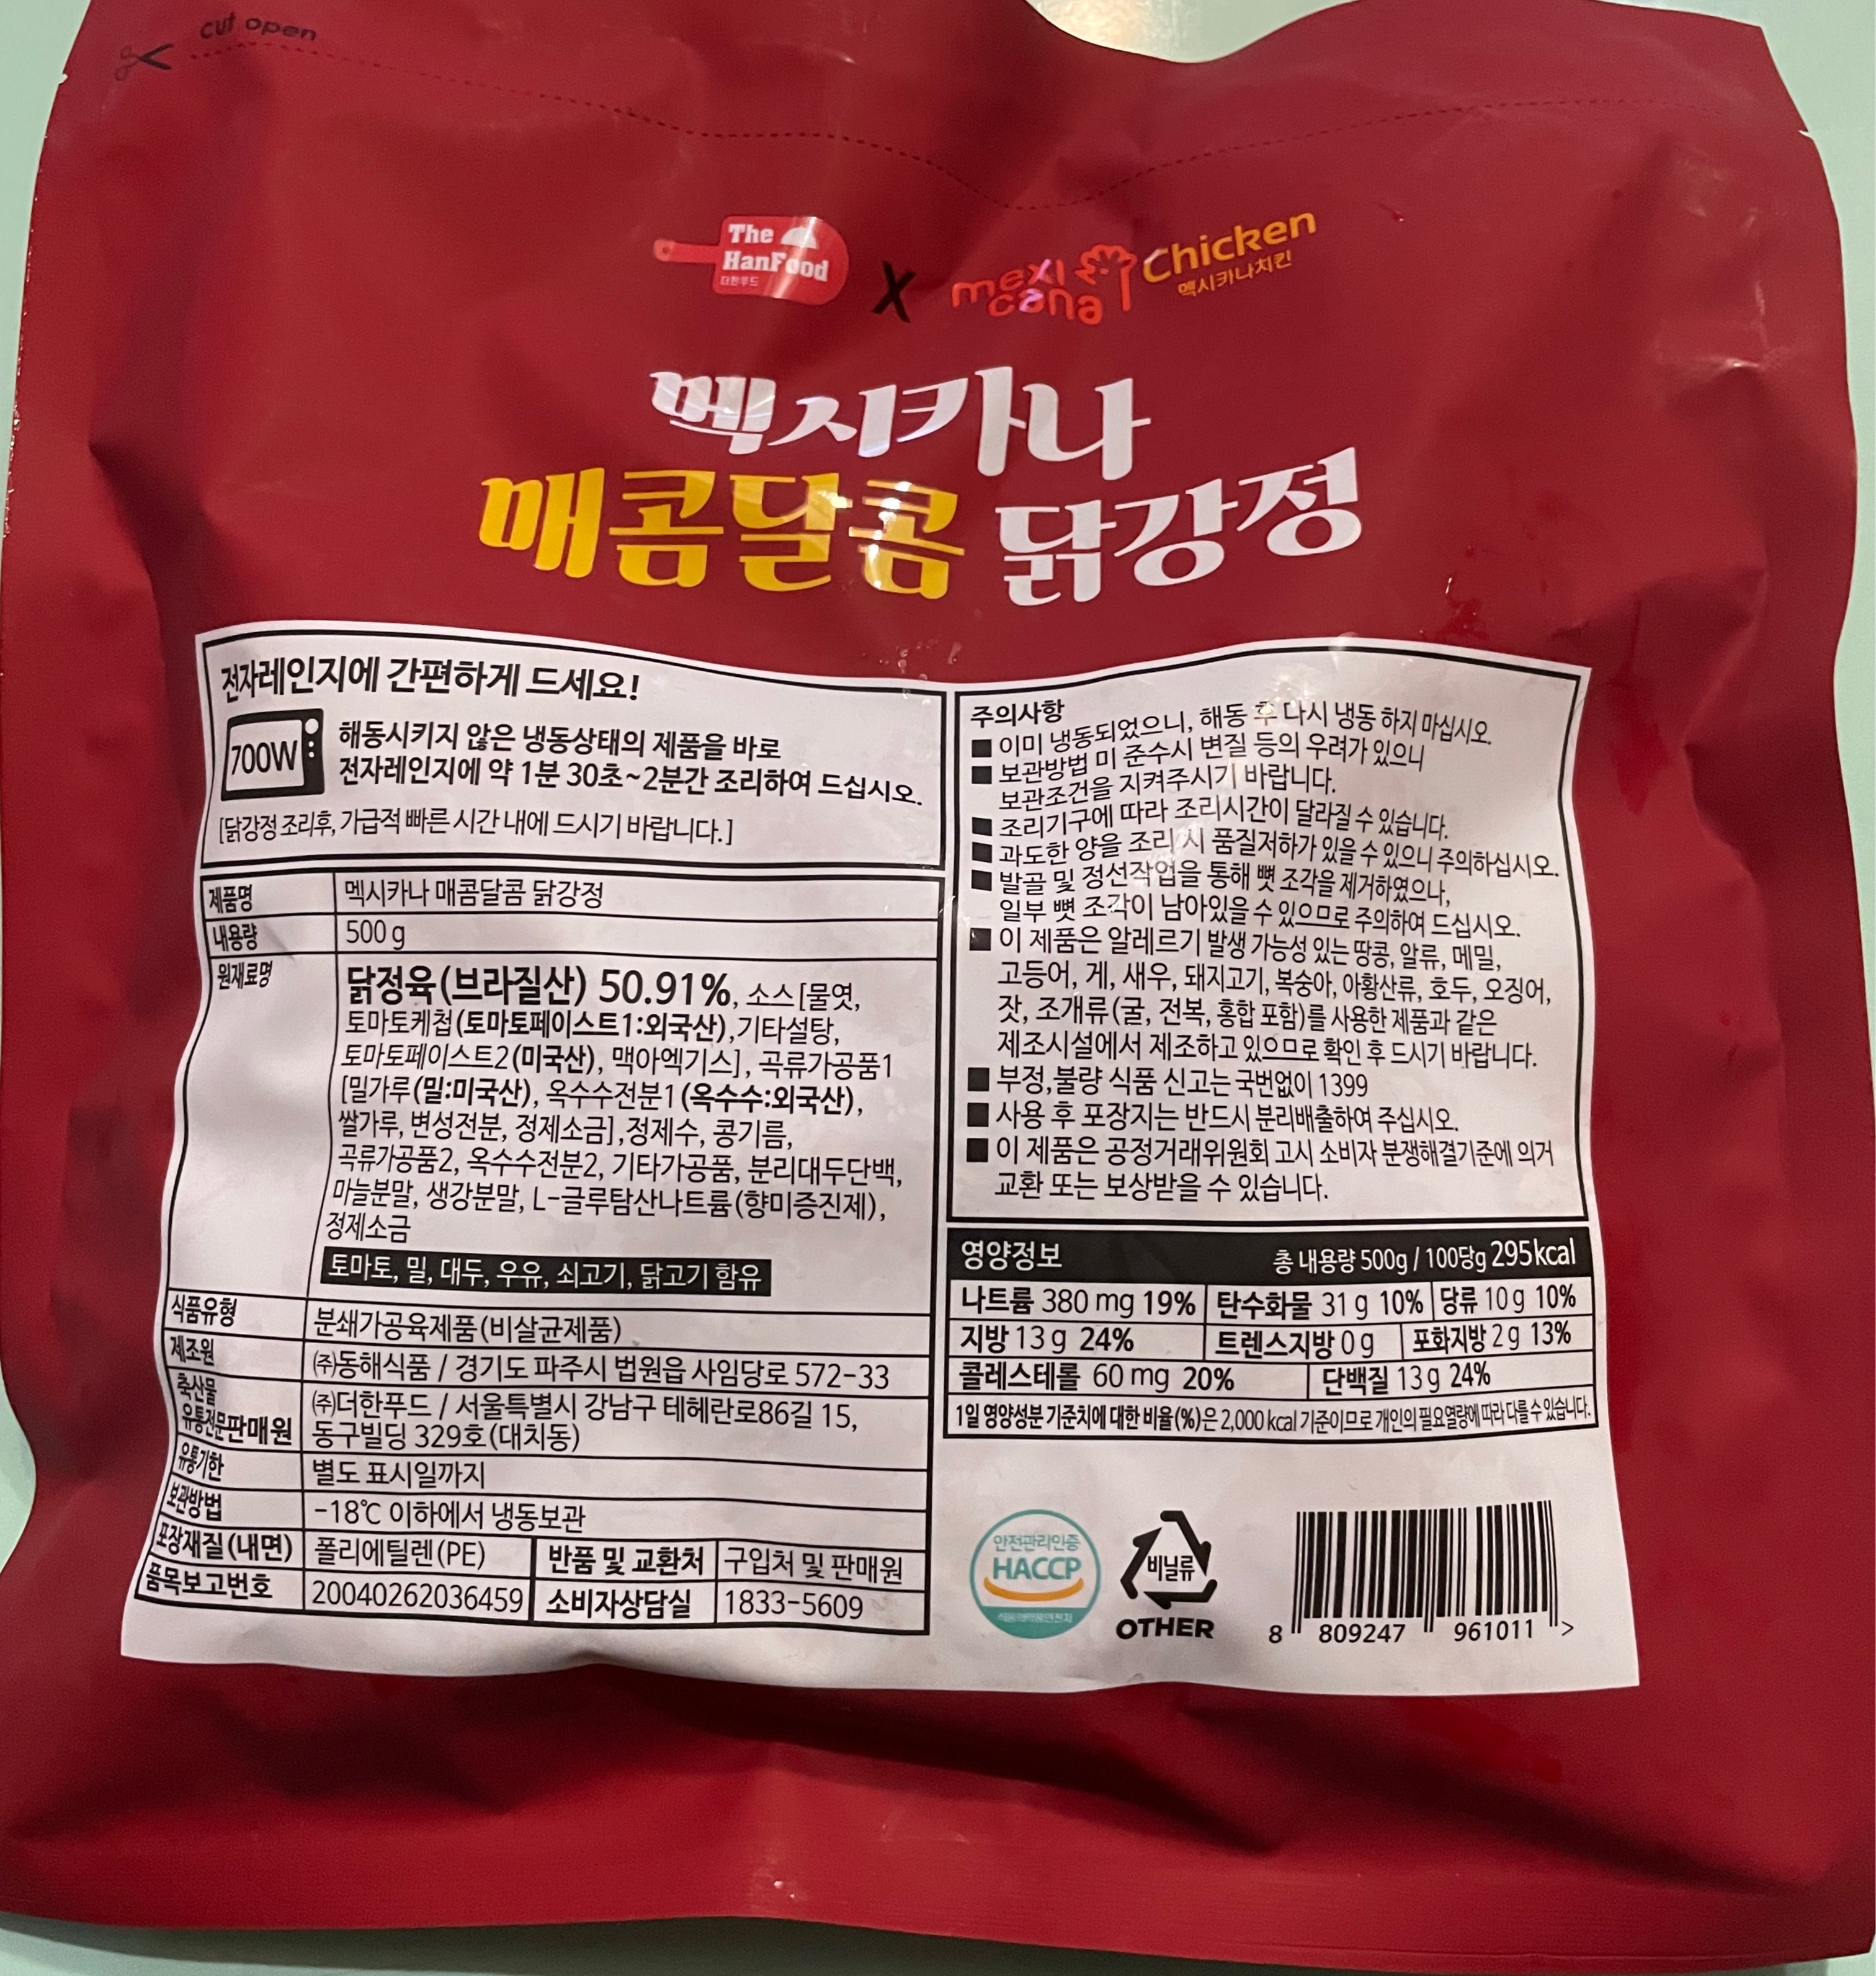 cut open
The
HanFood
더한푸드
X
mexi
cana
Chicken
멕시카나치킨
멕시카나
매콤달콤 닭강정
전자레인지에 간편하게 드세요!
700W
해동시키지 않은 냉동상태의 제품을 바로
전자레인지에 약 1분 30초~2분간 조리하여 드십시오.
[닭강정 조리후, 가급적 빠른 시간 내에 드시기 바랍니다.]
제품명 멕시카나 매콤달콤 닭강정
내용량 500 g
원재료명 닭정육(브라질산) 50.91%, 소스[물엿,
토마토케첩(토마토페이스트1:외국산),기타설탕,
토마토페이스트2(미국산), 맥아엑기스], 곡류가공품1
[밀가루(밀:미국산), 옥수수전분1(옥수수:외국산),
쌀가루, 변성전분, 정제소금],정제수, 콩기름,
곡류가공품2, 옥수수전분2, 기타가공품, 분리대두단백,
마늘분말, 생강분말, L-글루탐산나트륨(향미증진제),
정제소금
토마토, 밀, 대두, 우유, 쇠고기, 닭고기 함유
식품유형 분쇄가공육제품(비살균제품)
제조원 ㈜동해식품 / 경기도 파주시 법원읍 사임당로 572-33
축산물
유통전문판매원 ㈜더한푸드 / 서울특별시 강남구 테헤란로86길 15,
동구빌딩 329호(대치동)
유통기한 별도 표시일까지
보관방법 -18℃ 이하에서 냉동보관
포장재질(내면) 폴리에틸렌(PE) 반품 및 교환처 구입처 및 판매원
품목보고번호 20040262036459 소비자상담실 1833-5609
주의사항
■ 이미 냉동되었으니, 해동 후 다시 냉동 하지 마십시오.
■ 보관방법 미 준수시 변질 등의 우려가 있으니
보관조건을 지켜주시기 바랍니다.
■ 조리기구에 따라 조리시간이 달라질 수 있습니다.
■ 과도한 양을 조리 시 품질저하가 있을 수 있으니 주의하십시오.
■ 발골 및 정선작업을 통해 뼛 조각을 제거하였으나,
일부 뼛 조각이 남아있을 수 있으므로 주의하여 드십시오.
■ 이 제품은 알레르기 발생 가능성 있는 땅콩, 알류, 메밀,
고등어, 게, 새우, 돼지고기, 복숭아, 아황산류, 호두, 오징어,
잣, 조개류(굴, 전복, 홍합 포함)를 사용한 제품과 같은
제조시설에서 제조하고 있으므로 확인 후 드시기 바랍니다.
■ 부정,불량 식품 신고는 국번없이 1399
■ 사용 후 포장지는 반드시 분리배출하여 주십시오.
■ 이 제품은 공정거래위원회 고시 소비자 분쟁해결기준에 의거
교환 또는 보상받을 수 있습니다.
영양정보 총 내용량 500g / 100당g 295kcal
나트륨 380 mg 19% 탄수화물 31 g 10% 당류 10 g 10%
지방 13 g 24% 트렌스지방 0 g 포화지방 2 g 13%
콜레스테롤 60 mg 20% 단백질 13 g 24%
1일 영양성분 기준치에 대한 비율(%)은 2,000 kcal 기준이므로 개인의 필요열량에 따라 다를 수 있습니다.
안전관리인증
HACCP
비닐류
OTHER
8 809247 961011 >